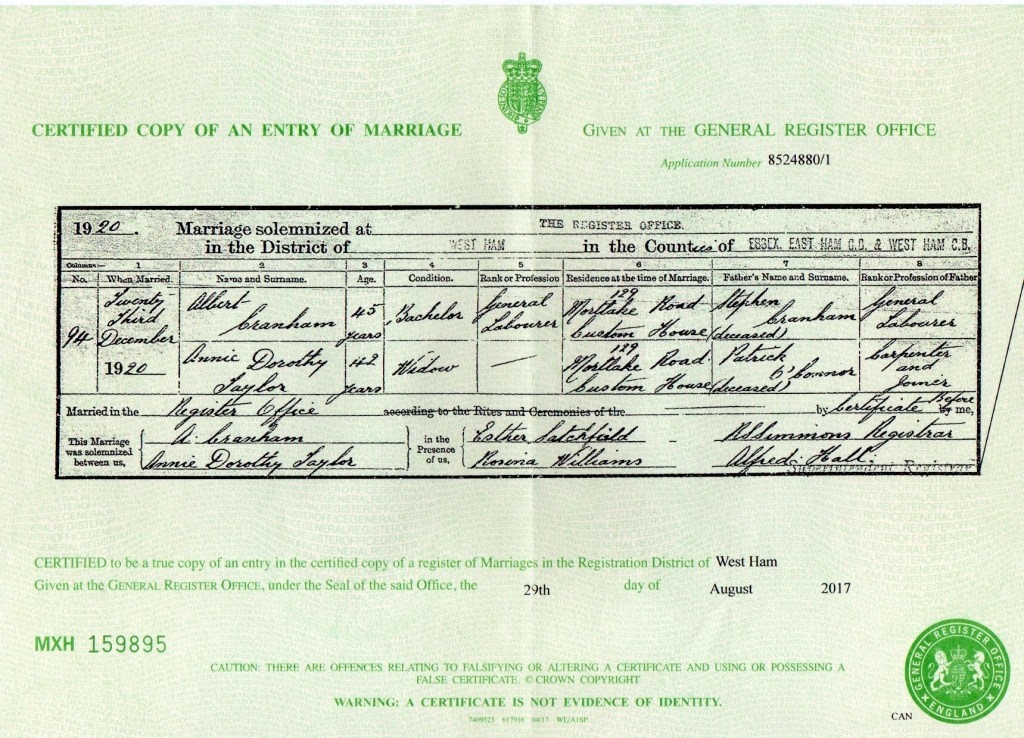 CERTIFIED COPY OF AN ENTRY OF MARRIAGE
GIVEN AT THE GENERAL REGISTER OFFICE
Application Number 8524880/1
1920. Marriage solemnized at THE REGISTER OFFICE.
in the District of WEST HAM in the Counties of ESSEX, EAST HAM C.B. & WEST HAM C.B.
Columns:— 1 2 3 4 5 6 7 8
No. When Married. Name and Surname. Age. Condition. Rank or Profession Residence at the time of Marriage. Father's Name and Surname. Rank or Profession of Father
94 Twenty Third December 1920
Albert Cranham 45 years Bachelor General Labourer 129 Mortlake Road Custom House Stephen Cranham (deceased) General Labourer
Annie Dorothy Taylor 42 years Widow — 129 Mortlake Road Custom House Patrick O'Connor (deceased) Carpenter and Joiner
Married in the Register Office according to the Rites and Ceremonies of the by Certificate Before by me,
This Marriage was solemnized between us, A. Cranham Annie Dorothy Taylor in the Presence of us, Esther Satchfield Rosina Williams
Simmons Registrar
Alfred Hall.
Superintendent Registrar
CERTIFIED to be a true copy of an entry in the certified copy of a register of Marriages in the Registration District of West Ham
Given at the GENERAL REGISTER OFFICE, under the Seal of the said Office, the 29th day of August 2017
MXH 159895
CAUTION: THERE ARE OFFENCES RELATING TO FALSIFYING OR ALTERING A CERTIFICATE AND USING OR POSSESSING A
FALSE CERTIFICATE. © CROWN COPYRIGHT
WARNING: A CERTIFICATE IS NOT EVIDENCE OF IDENTITY.
GENERAL REGISTER OFFICE
ENGLAND
CAN